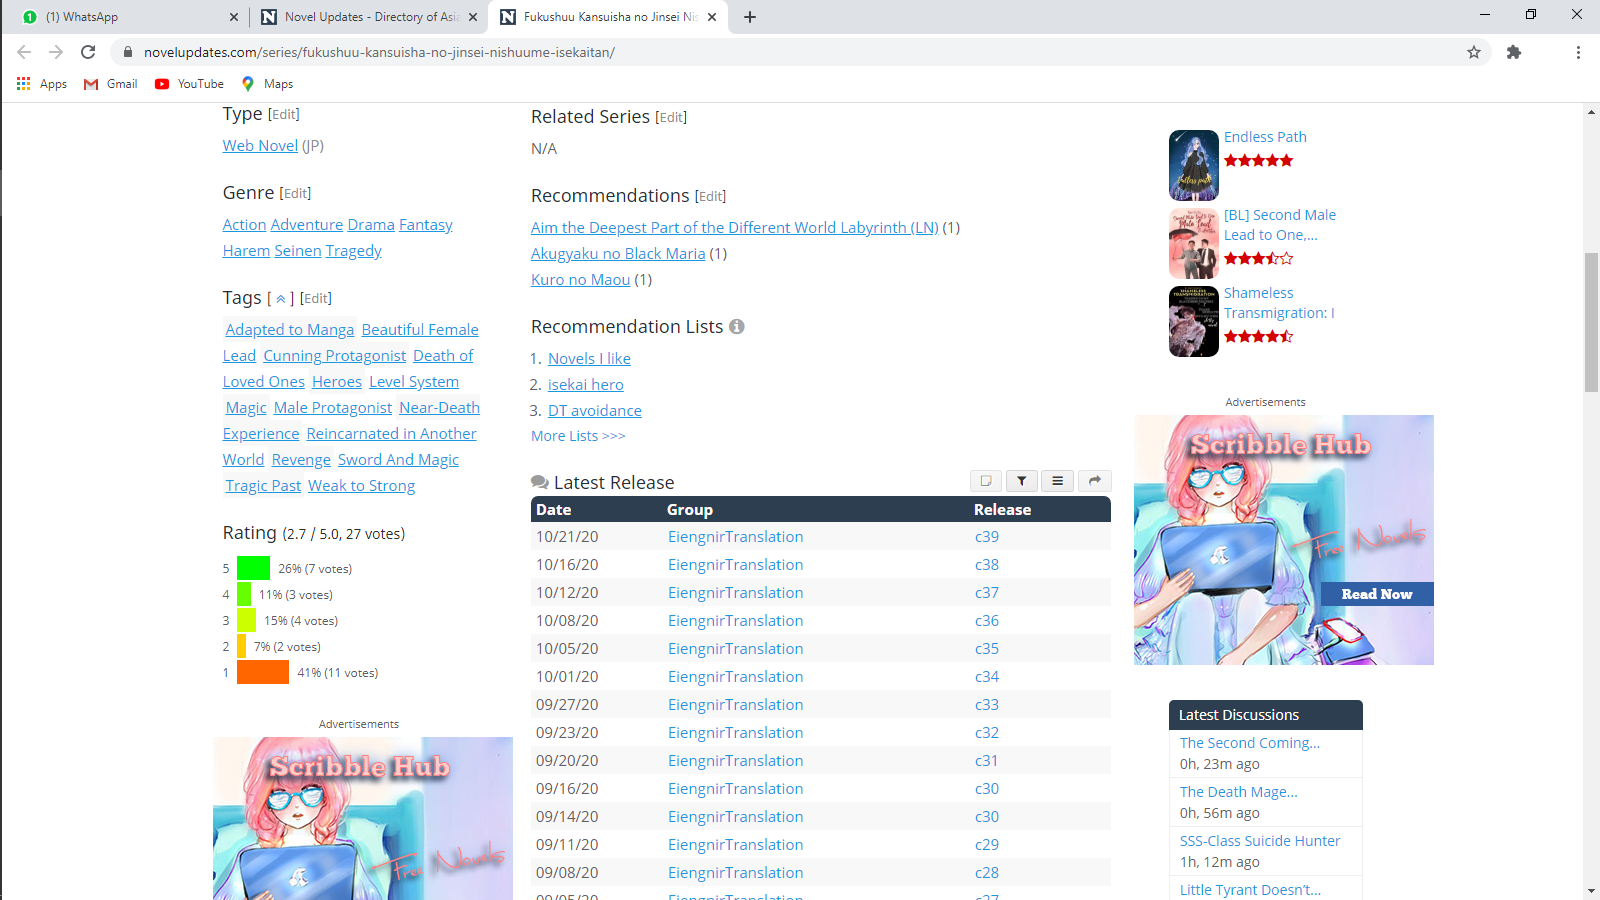 (1) WhatsApp
Novel Updates - Directory of Asia
Fukushuu Kansuisha no Jinsei Nis
novelupdates.com/series/fukushuu-kansuisha-no-jinsei-nishuume-isekaitan/
Apps
Gmail
YouTube
Maps
Type [Edit]
Web Novel (JP)
Genre [Edit]
Action Adventure Drama Fantasy
Harem Seinen Tragedy
Tags [ ] [Edit]
Adapted to Manga Beautiful Female
Lead Cunning Protagonist Death of
Loved Ones Heroes Level System
Magic Male Protagonist Near-Death
Experience Reincarnated in Another
World Revenge Sword And Magic
Tragic Past Weak to Strong
Rating (2.7 / 5.0, 27 votes)
5 26% (7 votes)
4 11% (3 votes)
3 15% (4 votes)
2 7% (2 votes)
1 41% (11 votes)
Advertisements
Scribble Hub
Free Novels
Related Series [Edit]
N/A
Recommendations [Edit]
Aim the Deepest Part of the Different World Labyrinth (LN) (1)
Akugyaku no Black Maria (1)
Kuro no Maou (1)
Recommendation Lists
1. Novels I like
2. isekai hero
3. DT avoidance
More Lists >>>
Latest Release
Date Group Release
10/21/20 EiengnirTranslation c39
10/16/20 EiengnirTranslation c38
10/12/20 EiengnirTranslation c37
10/08/20 EiengnirTranslation c36
10/05/20 EiengnirTranslation c35
10/01/20 EiengnirTranslation c34
09/27/20 EiengnirTranslation c33
09/23/20 EiengnirTranslation c32
09/20/20 EiengnirTranslation c31
09/16/20 EiengnirTranslation c30
09/14/20 EiengnirTranslation c30
09/11/20 EiengnirTranslation c29
09/08/20 EiengnirTranslation c28
09/05/20 EiengnirTranslation c27
Endless Path
[BL] Second Male
Lead to One,...
Shameless
Transmigration: I
Advertisements
Scribble Hub
Free Novels
Read Now
Latest Discussions
The Second Coming...
0h, 23m ago
The Death Mage...
0h, 56m ago
SSS-Class Suicide Hunter
1h, 12m ago
Little Tyrant Doesn't...